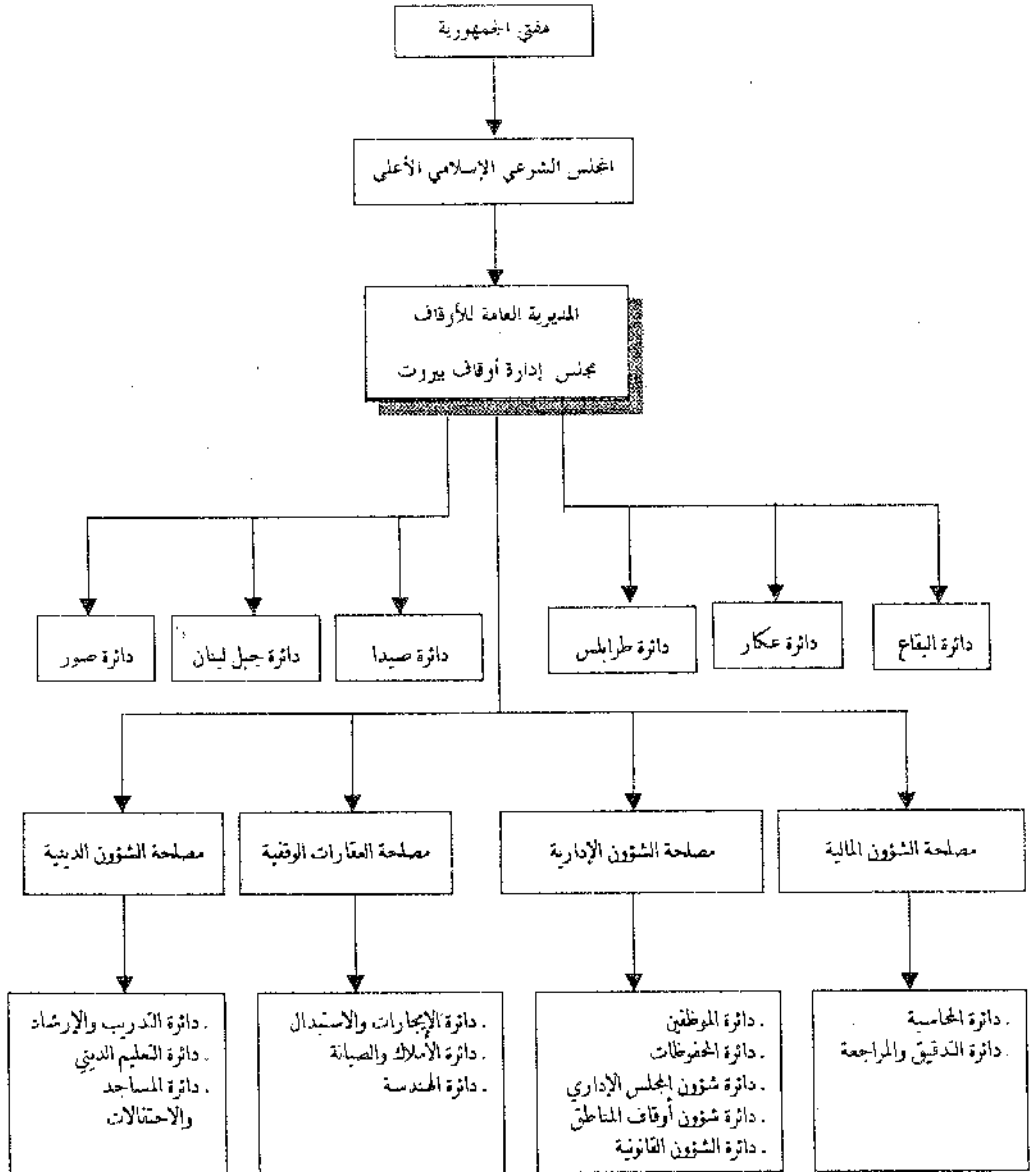 مفتي الجمهورية
المجلس الشرعي الإسلامي الأعلى
المديرية العامة للأوقاف
مجلس إدارة أوقاف بيروت
دائرة البقاع
دائرة عكار
دائرة طرابلس
دائرة صيدا
دائرة جبل لبنان
دائرة صور
مصلحة الشؤون المالية
مصلحة الشؤون الإدارية
مصلحة العقارات الوقفية
مصلحة الشؤون الدينية
. دائرة المحاسبة
. دائرة التدقيق والمراجعة
. دائرة الموظفين
. دائرة المحفوظات
. دائرة شؤون المجلس الإداري
. دائرة شؤون أوقاف المناطق
. دائرة الشؤون القانونية
. دائرة الإيجارات والاستبدال
. دائرة الأملاك والصيانة
. دائرة الهندسة
. دائرة التدريب والإرشاد
. دائرة التعليم الديني
. دائرة المساجد
والاحتفالات